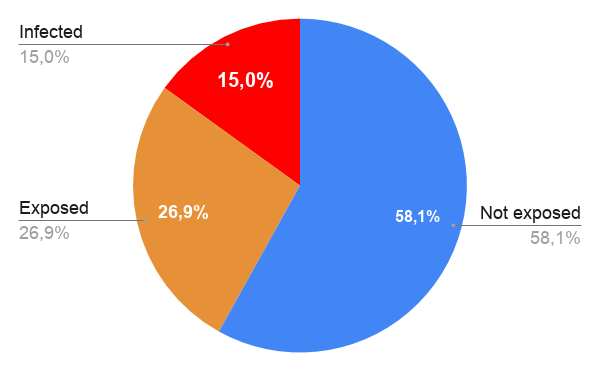 Infected
15,0%
15,0%
Exposed
26,9%
26,9%
58,1%
Not exposed
58,1%